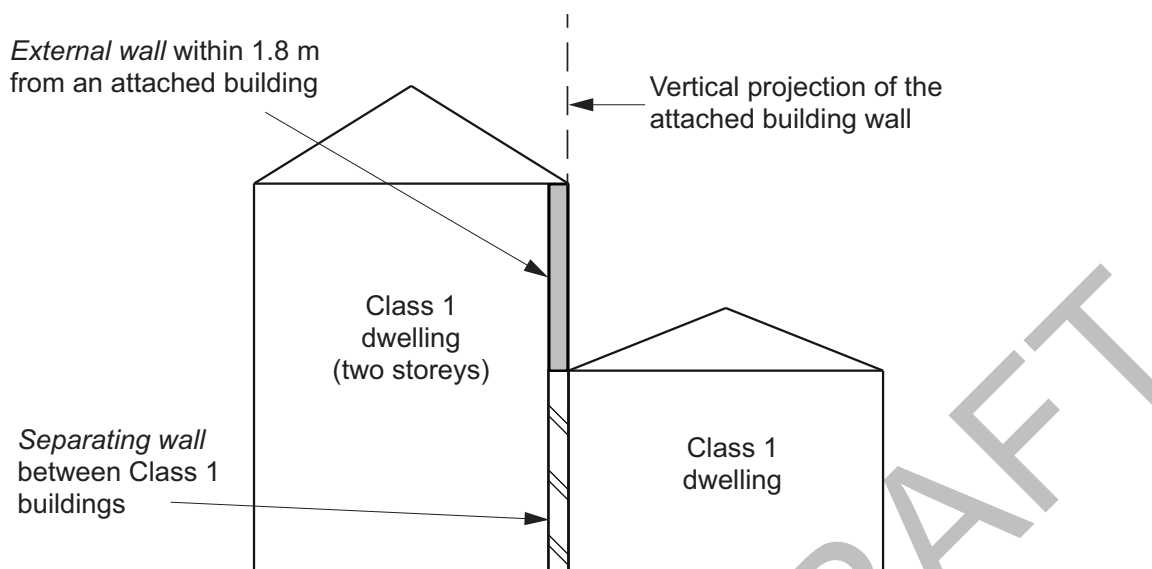 External wall within 1.8 m
from an attached building
Vertical projection of the
attached building wall
Class 1
dwelling
(two storeys)
Separating wall
between Class 1
buildings
Class 1
dwelling
RAFT